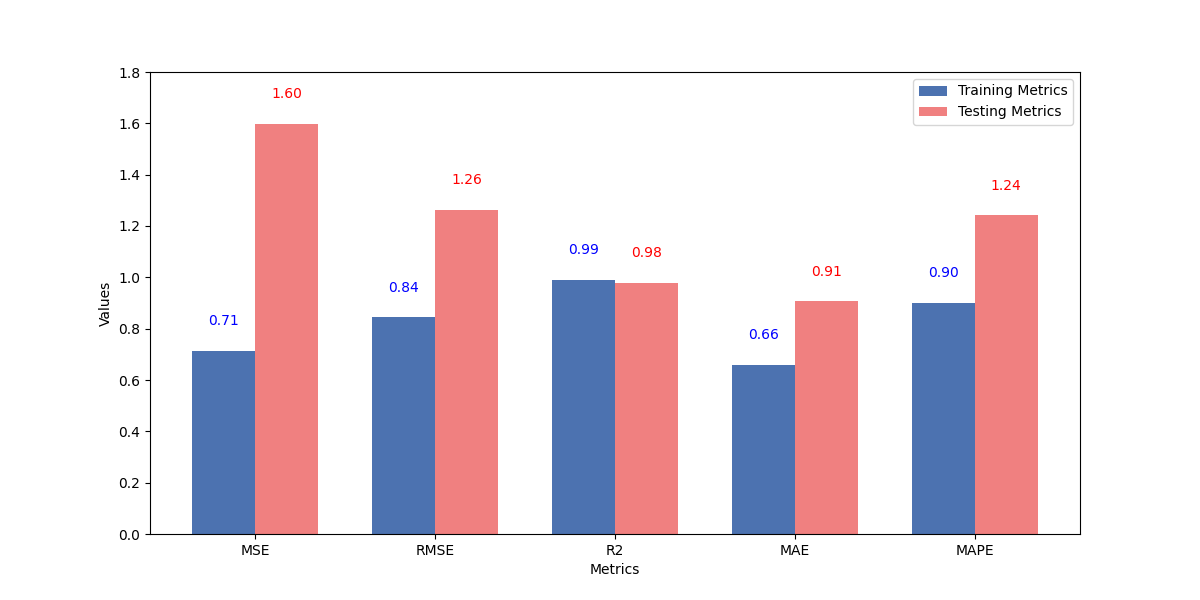 1.8
1.6
1.4
1.2
1.0
0.8
0.6
0.4
0.2
0.0
Values
1.60
1.26
1.24
0.99
0.98
0.91
0.90
0.84
0.71
0.66
Training Metrics
Testing Metrics
MSE
RMSE
R2
MAE
MAPE
Metrics